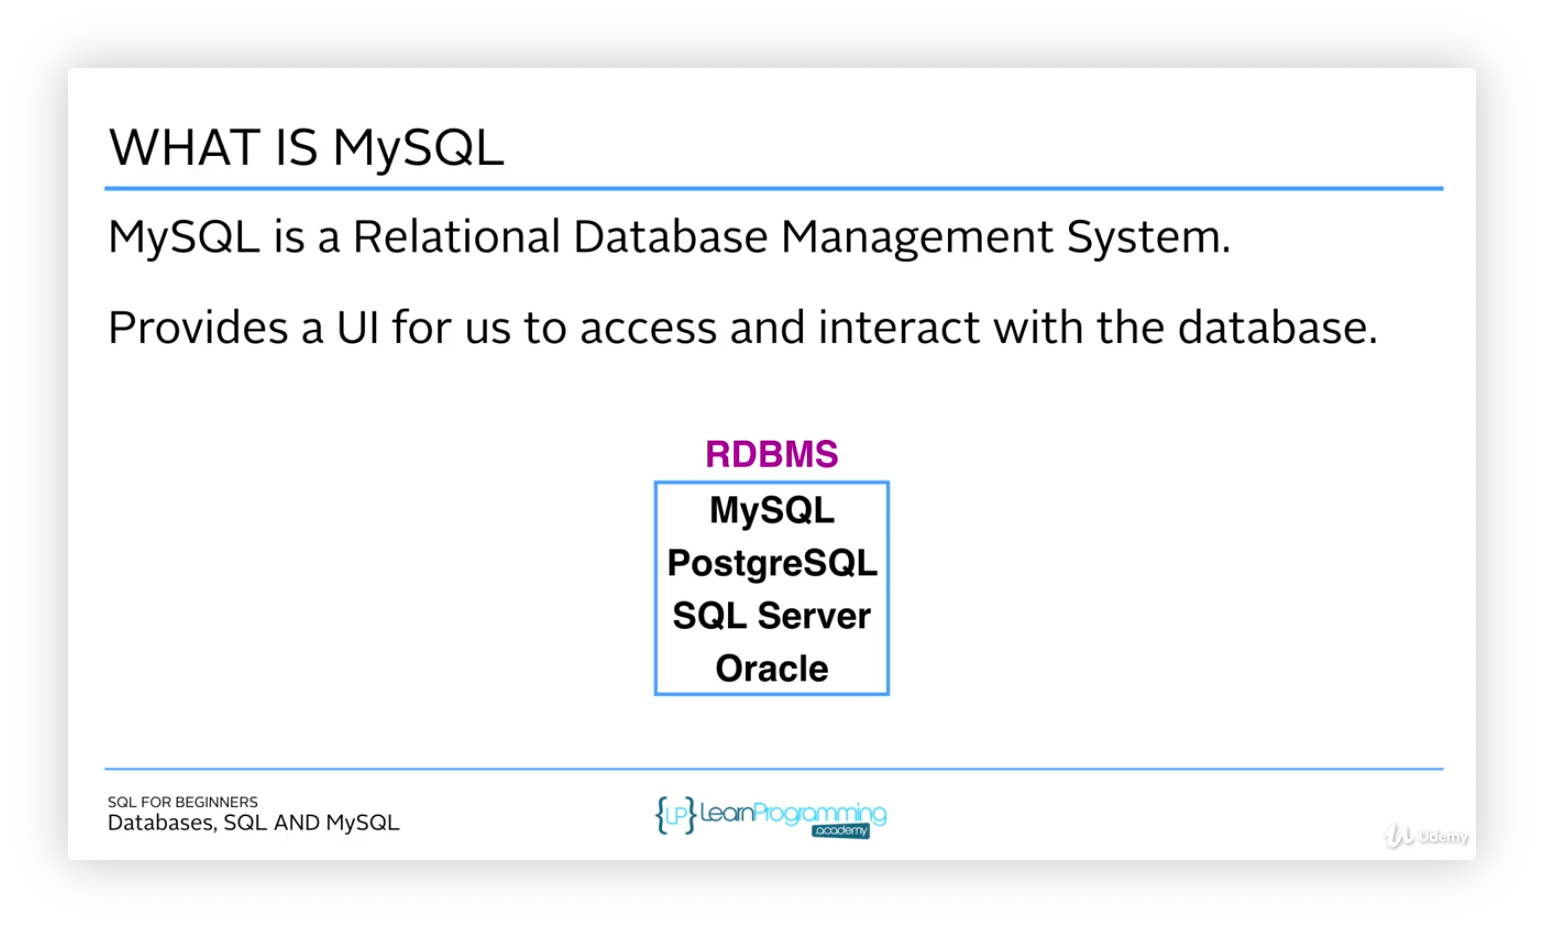 WHAT IS MySQL
MySQL is a Relational Database Management System.
Provides a UI for us to access and interact with the database.
RDBMS
MySQL
PostgreSQL
SQL Server
Oracle
SQL FOR BEGINNERS
Databases, SQL AND MySQL
{LP} LearnProgramming
academy
Udemy